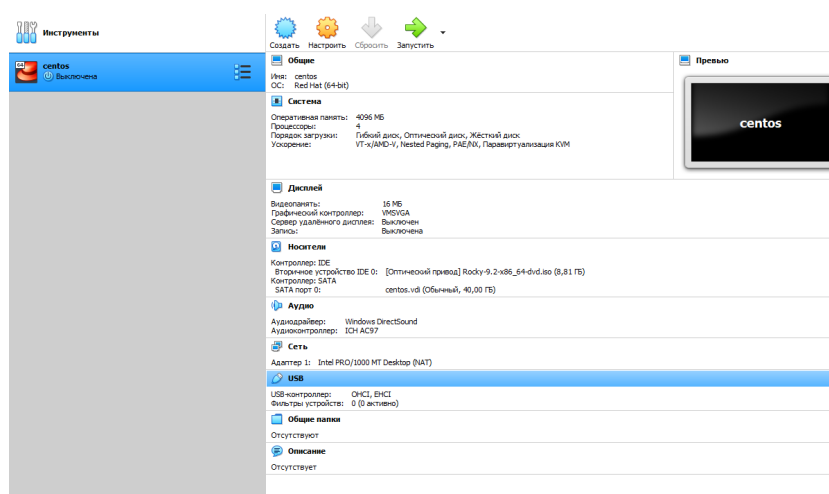 Инструменты
Создать Настроить Сбросить Запустить
64 centos
Выключена
Общие
Имя: centos
ОС: Red Hat (64-bit)
Превью
centos
Система
Оперативная память: 4096 МБ
Процессоры: 4
Порядок загрузки: Гибкий диск, Оптический диск, Жёсткий диск
Ускорение: VT-x/AMD-V, Nested Paging, PAE/NX, Паравиртуализация KVM
Дисплей
Видеопамять: 16 МБ
Графический контроллер: VMSVGA
Сервер удалённого дисплея: Выключен
Запись: Выключена
Носители
Контроллер: IDE
Вторичное устройство IDE 0: [Оптический привод] Rocky-9.2-x86_64-dvd.iso (8,81 ГБ)
Контроллер: SATA
SATA порт 0: centos.vdi (Обычный, 40,00 ГБ)
Аудио
Аудиодрайвер: Windows DirectSound
Аудиоконтроллер: ICH AC97
Сеть
Адаптер 1: Intel PRO/1000 MT Desktop (NAT)
USB
USB-контроллер: OHCI, EHCI
Фильтры устройств: 0 (0 активно)
Общие папки
Отсутствуют
Описание
Отсутствует